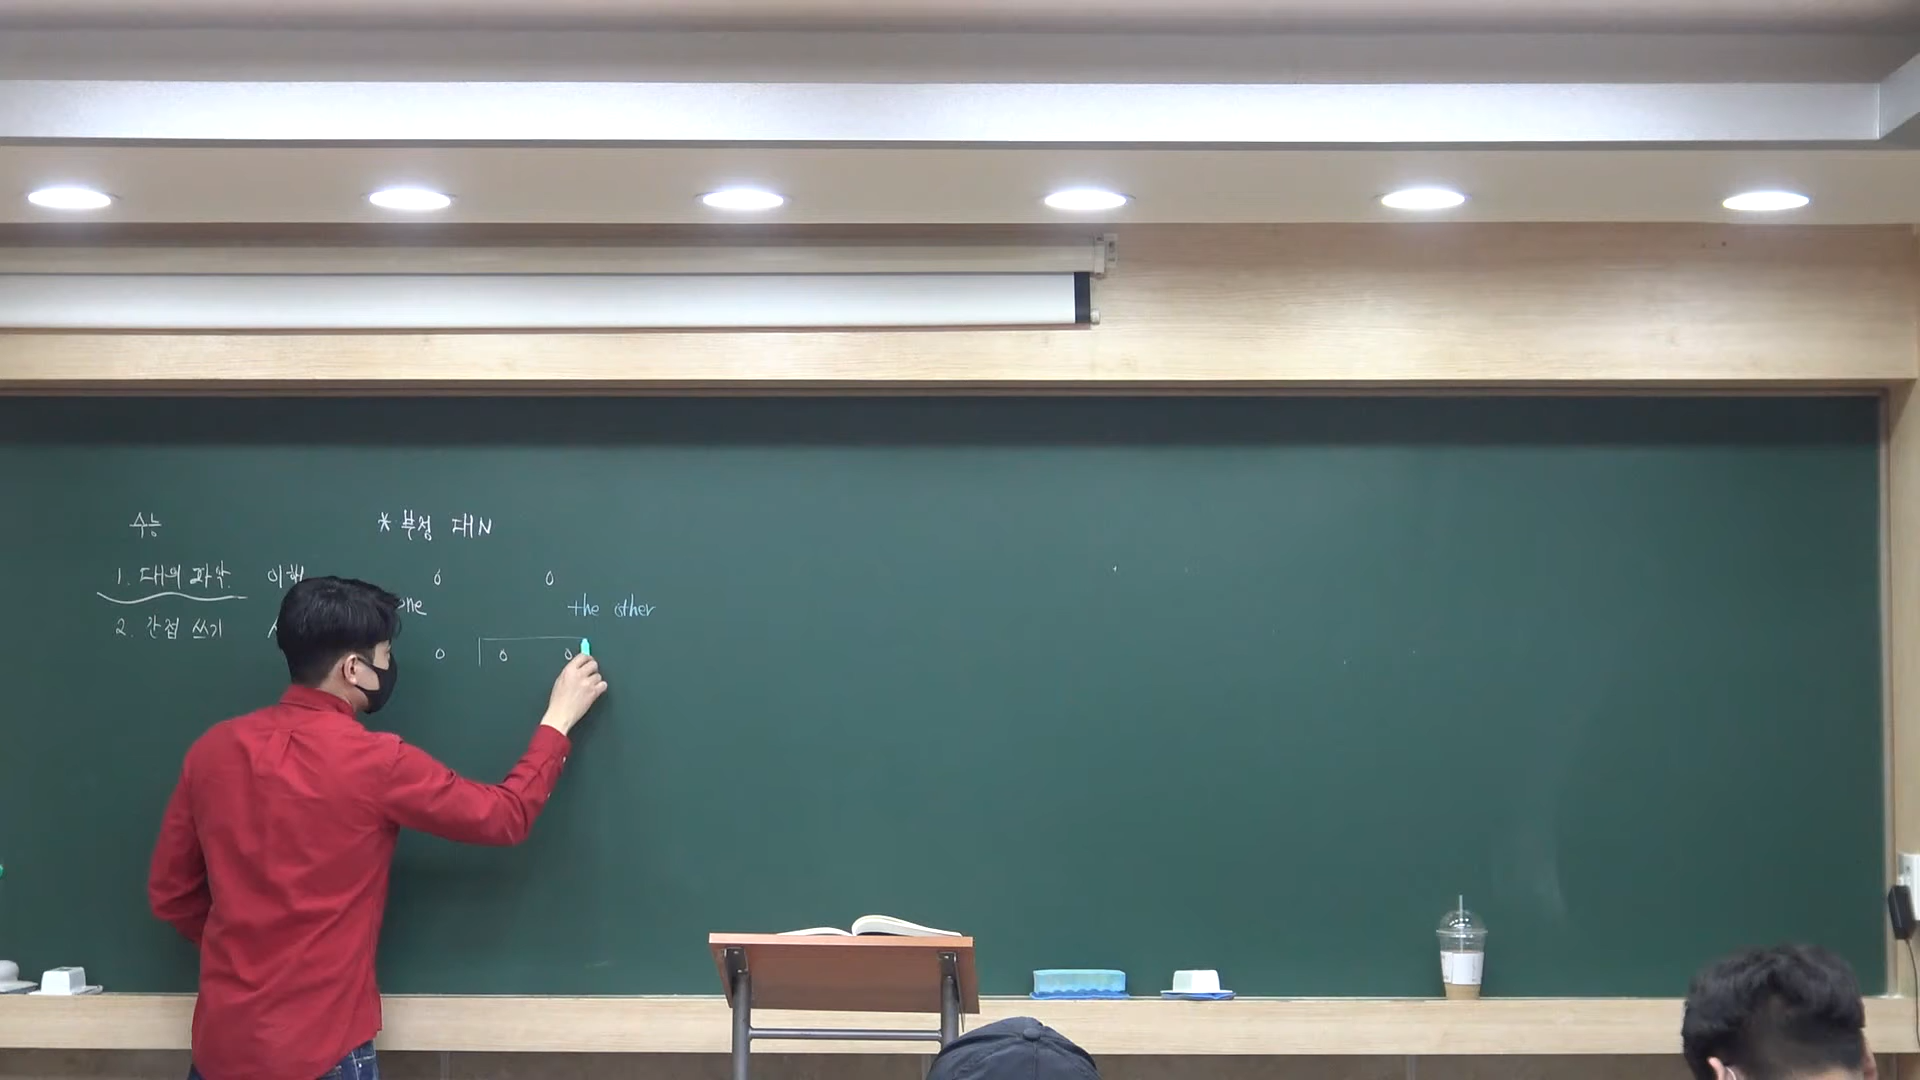 수능
1. 대의 파악 이해
2. 간접 쓰기
* 부정 대N
o o
one the other
o o o